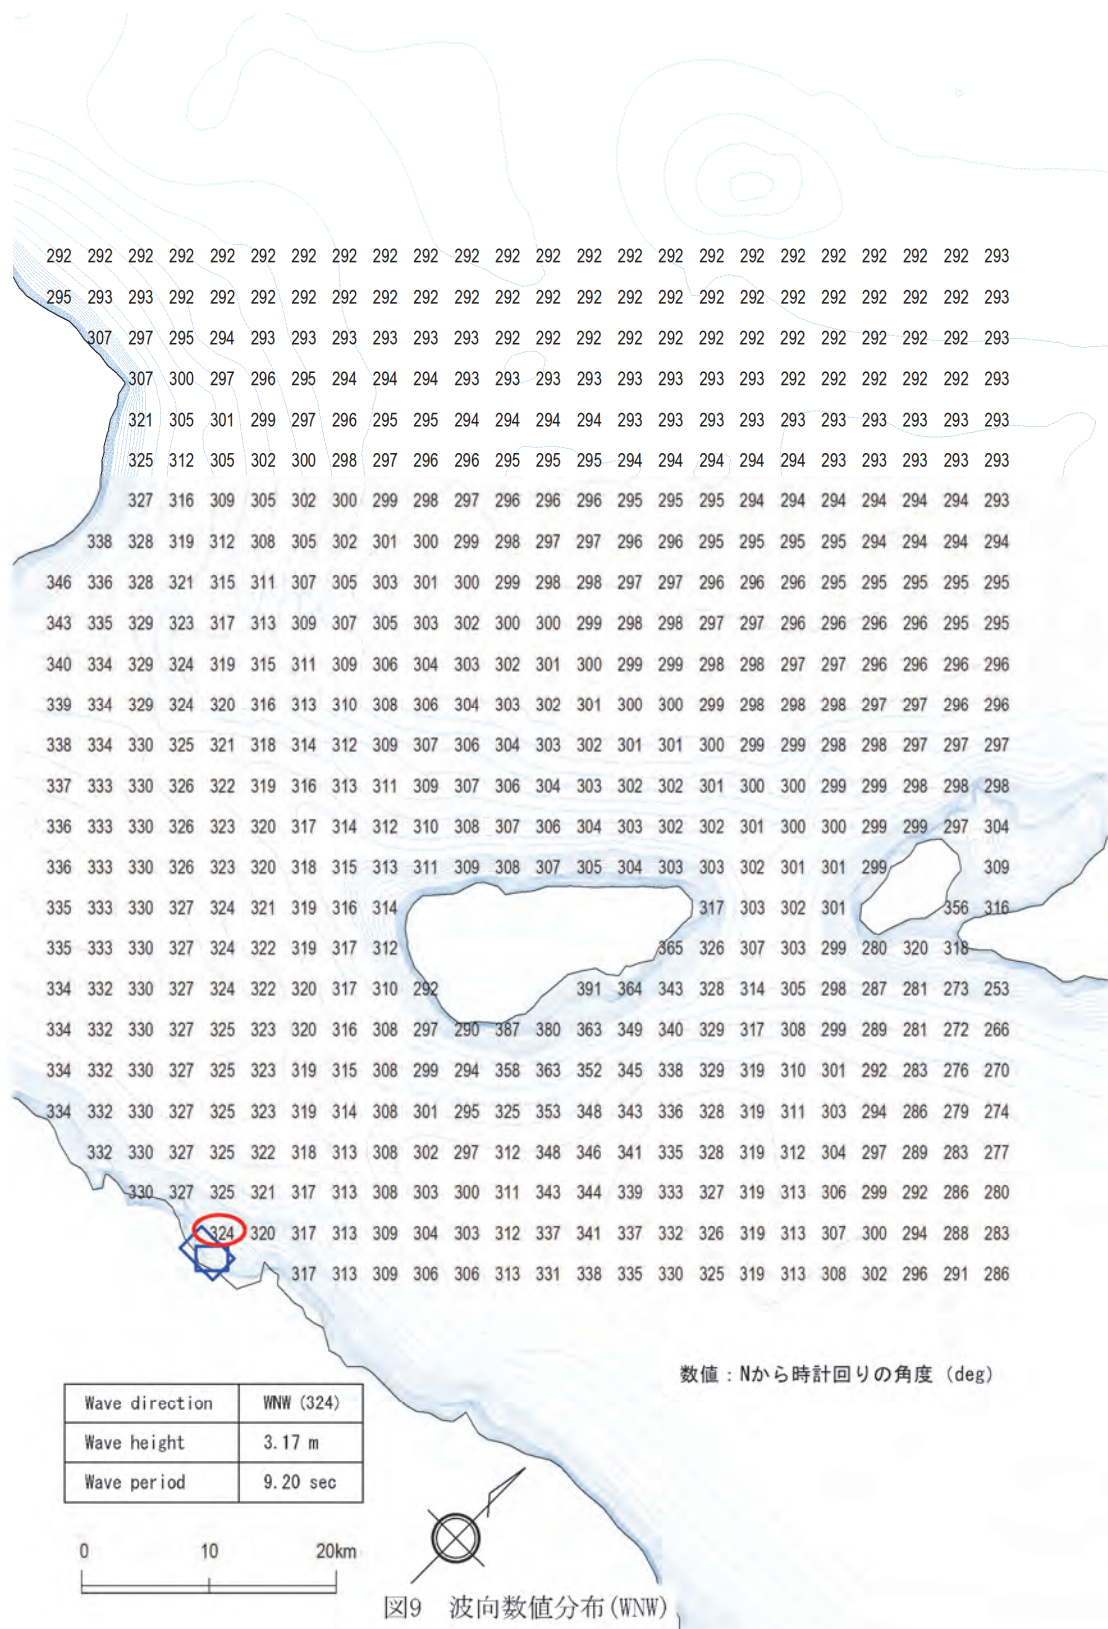 292 292 292 292 292 292 292 292 292 292 292 292 292 292 292 292 292 292 292 292 292 292 292 293
295 293 293 292 292 292 292 292 292 292 292 292 292 292 292 292 292 292 292 292 292 292 292 293
307 297 295 294 293 293 293 293 293 293 292 292 292 292 292 292 292 292 292 292 292 292 293
307 300 297 296 295 294 294 294 293 293 293 293 293 293 293 293 292 292 292 292 292 293
321 305 301 299 297 296 295 295 294 294 294 294 293 293 293 293 293 293 293 293 293 293
325 312 305 302 300 298 297 296 296 295 295 295 294 294 294 294 294 293 293 293 293 293
327 316 309 305 302 300 299 298 297 296 296 296 295 295 295 294 294 294 294 294 294 293
338 328 319 312 308 305 302 301 300 299 298 297 297 296 296 295 295 295 295 294 294 294 294
346 336 328 321 315 311 307 305 303 301 300 299 298 298 297 297 296 296 296 295 295 295 295 295
343 335 329 323 317 313 309 307 305 303 302 300 300 299 298 298 297 297 296 296 296 296 295 295
340 334 329 324 319 315 311 309 306 304 303 302 301 300 299 299 298 298 297 297 296 296 296 296
339 334 329 324 320 316 313 310 308 306 304 303 302 301 300 300 299 298 298 298 297 297 296 296
338 334 330 325 321 318 314 312 309 307 306 304 303 302 301 301 300 299 299 298 298 297 297 297
337 333 330 326 322 319 316 313 311 309 307 306 304 303 302 302 301 300 300 299 299 298 298 298
336 333 330 326 323 320 317 314 312 310 308 307 306 304 303 302 302 301 300 300 299 299 297 304
336 333 330 326 323 320 318 315 313 311 309 308 307 305 304 303 303 302 301 301 299 309
335 333 330 327 324 321 319 316 314 317 303 302 301 356 316
335 333 330 327 324 322 319 317 312 365 326 307 303 299 280 320 318
334 332 330 327 324 322 320 317 310 292 391 364 343 328 314 305 298 287 281 273 253
334 332 330 327 325 323 320 316 308 297 290 387 380 363 349 340 329 317 308 299 289 281 272 266
334 332 330 327 325 323 319 315 308 299 294 358 363 352 345 338 329 319 310 301 292 283 276 270
334 332 330 327 325 323 319 314 308 301 295 325 353 348 343 336 328 319 311 303 294 286 279 274
332 330 327 325 322 318 313 308 302 297 312 348 346 341 335 328 319 312 304 297 289 283 277
330 327 325 321 317 313 308 303 300 311 343 344 339 333 327 319 313 306 299 292 286 280
324 320 317 313 309 304 303 312 337 341 337 332 326 319 313 307 300 294 288 283
317 313 309 306 306 313 331 338 335 330 325 319 313 308 302 296 291 286
数値：Nから時計回りの角度（deg）
Wave direction WNW (324)
Wave height 3.17 m
Wave period 9.20 sec
0 10 20km
図9 波向数値分布(WNW)